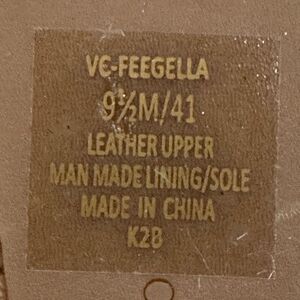 VC-FEEGELLA
9½M/41
LEATHER UPPER
MAN MADE LINING/SOLE
MADE IN CHINA
K2B